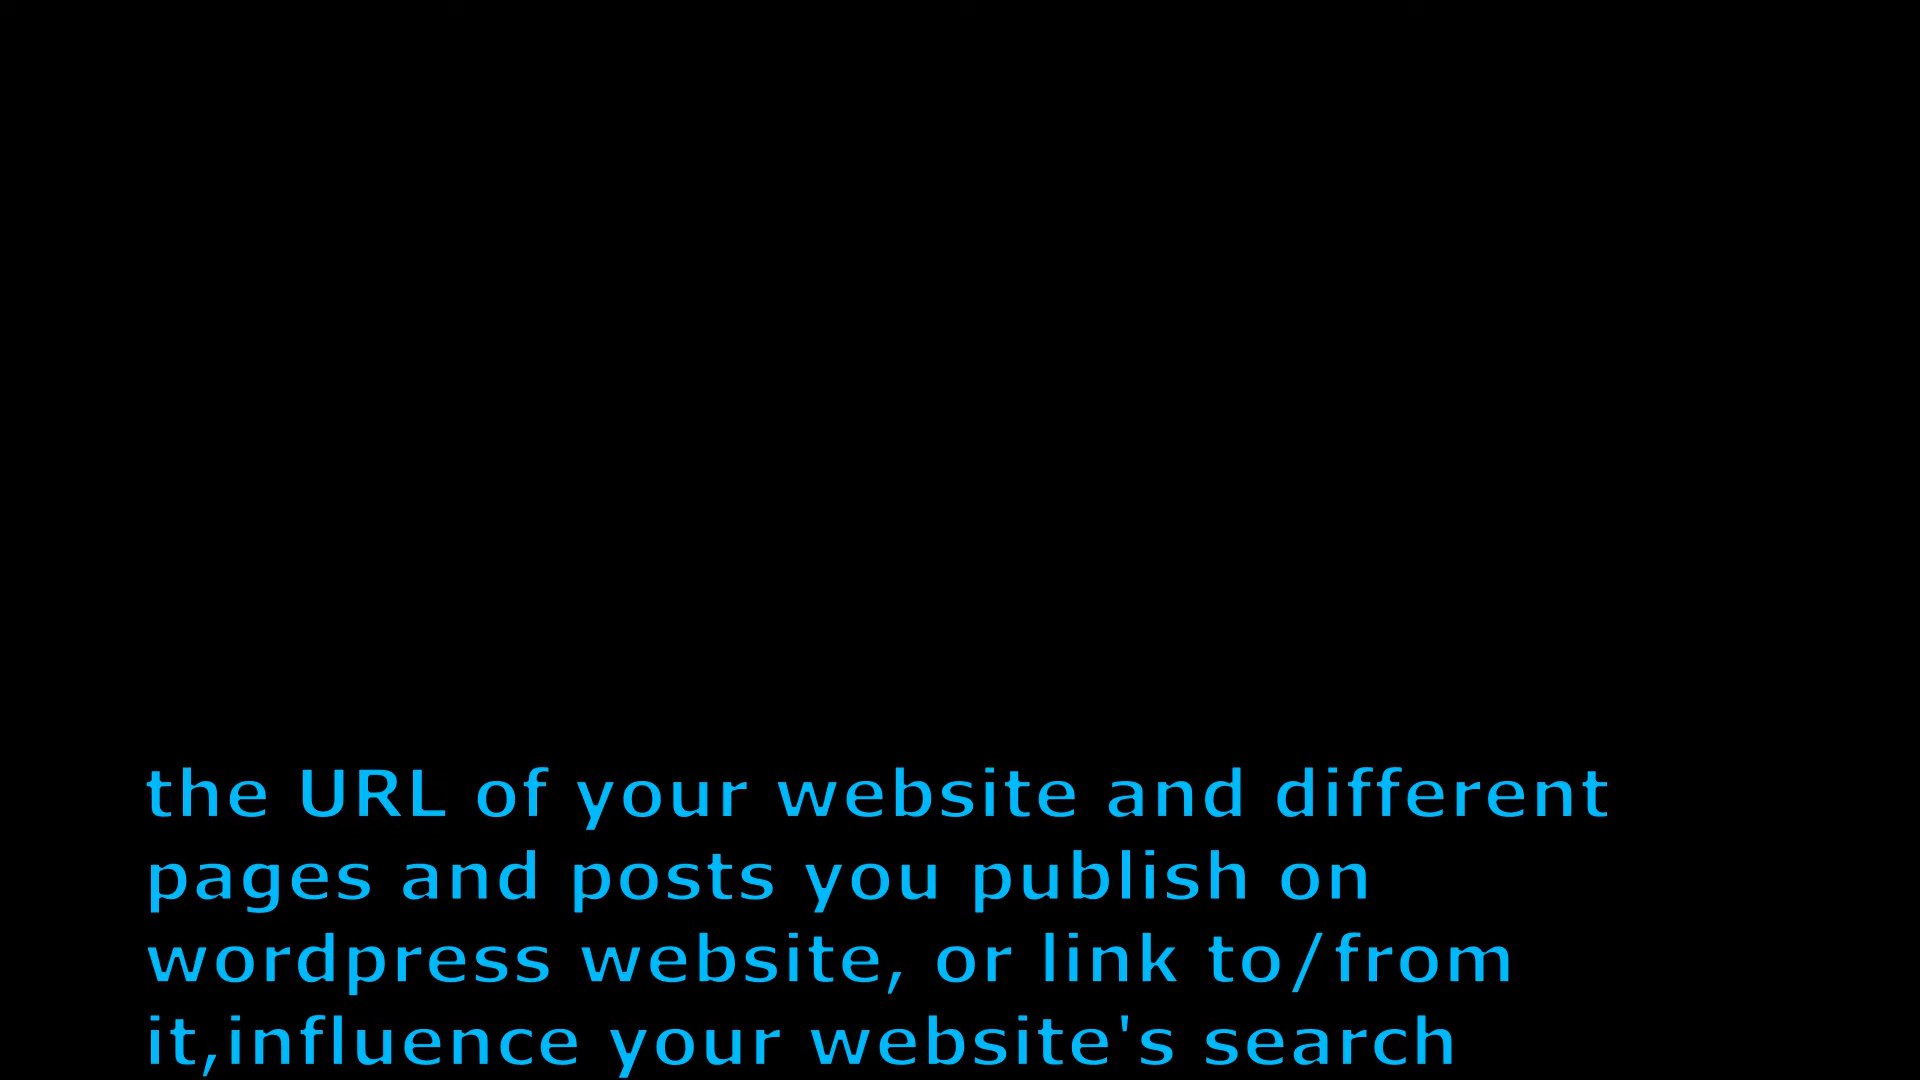 the URL of your website and different
pages and posts you publish on
wordpress website, or link to/from
it,influence your website's search